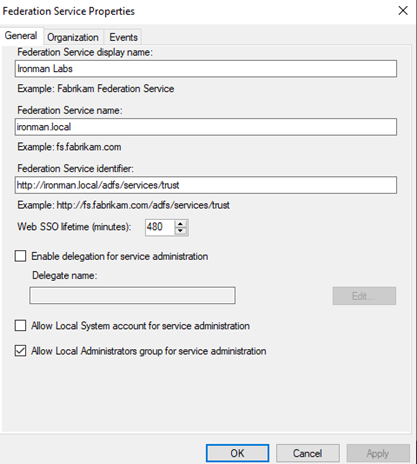 Federation Service Properties
General
Organization
Events
Federation Service display name:
Ironman Labs
Example: Fabrikam Federation Service
Federation Service name:
ironman.local
Example: fs.fabrikam.com
Federation Service identifier:
http://ironman.local/adfs/services/trust
Example: http://fs.fabrikam.com/adfs/services/trust
Web SSO lifetime (minutes): 480
Enable delegation for service administration
Delegate name:
Edit...
Allow Local System account for service administration
Allow Local Administrators group for service administration
OK
Cancel
Apply